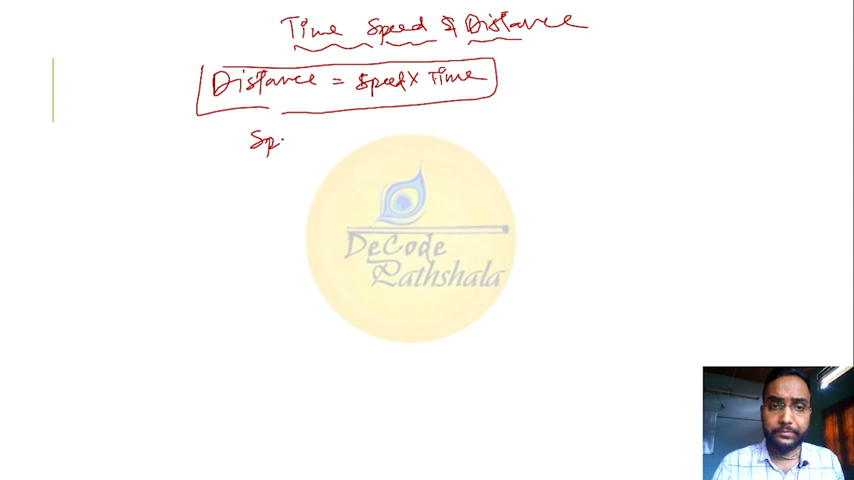 Time Speed & Distance
Distance = Speed x Time
Sp
DeCode
Pathshala